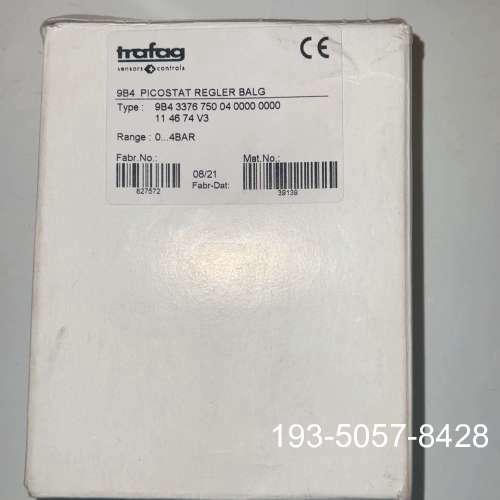 trafag
sensors controls
CE
9B4 PICOSTAT REGLER BALG
Type : 9B4 3376 750 04 0000 0000
11 46 74 V3
Range : 0...4BAR
Fabr.No.: Mat.No.:
08/21
Fabr-Dat:
827572 39139
193-5057-8428